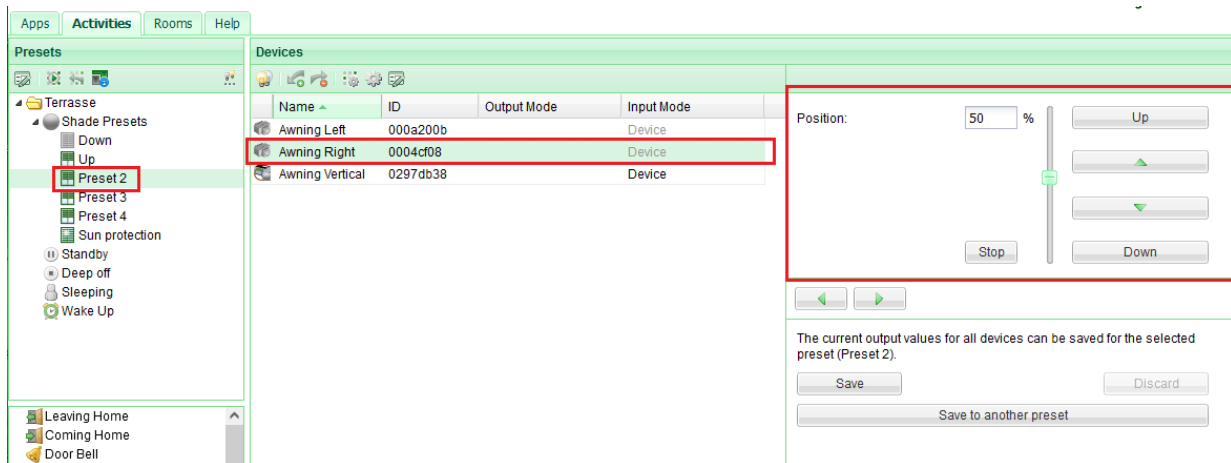 Apps Activities Rooms Help
Presets
Terrasse
Shade Presets
Down
Up
Preset 2
Preset 3
Preset 4
Sun protection
Standby
Deep off
Sleeping
Wake Up
Leaving Home
Coming Home
Door Bell
Devices
Name ID Output Mode Input Mode
Awning Left 000a200b Device
Awning Right 0004cf08 Device
Awning Vertical 0297db38 Device
Position: 50 % Up
Stop Down
The current output values for all devices can be saved for the selected
preset (Preset 2).
Save Discard
Save to another preset